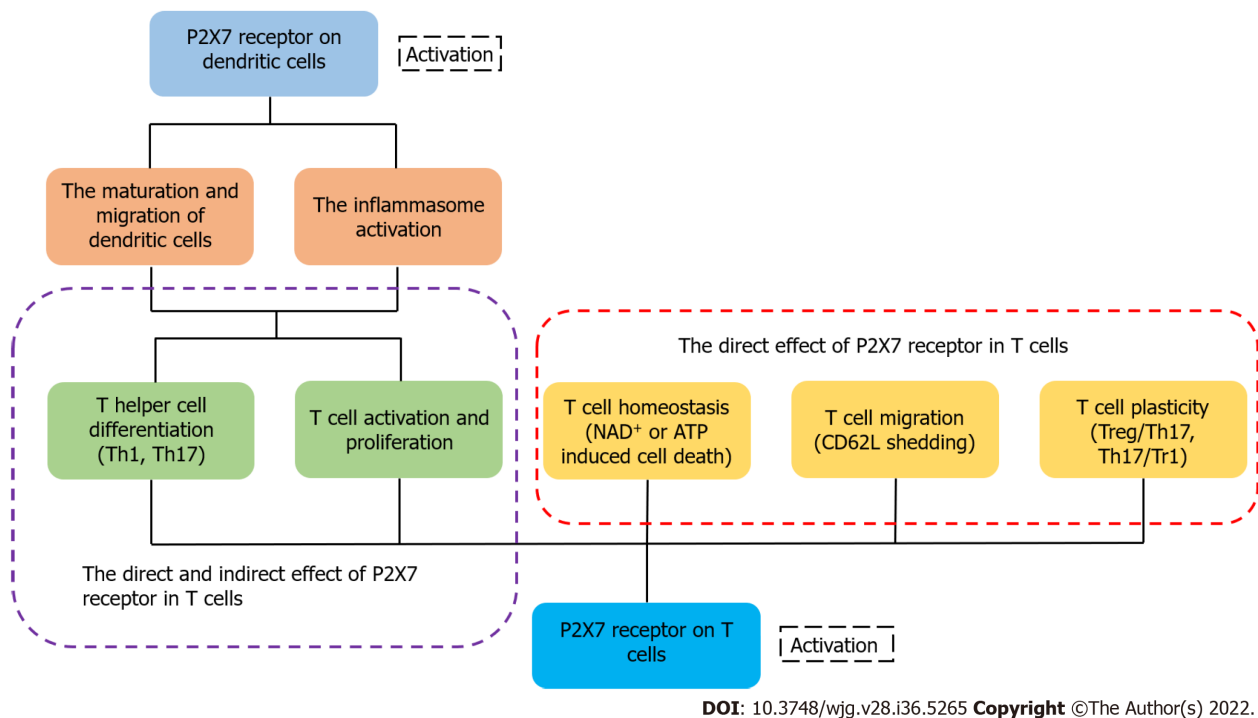 P2X7 receptor on
dendritic cells
Activation
The maturation and
migration of
dendritic cells
The inflammasome
activation
The direct effect of P2X7 receptor in T cells
T helper cell
differentiation
(Th1, Th17)
T cell activation and
proliferation
T cell homeostasis
(NAD⁺ or ATP
induced cell death)
T cell migration
(CD62L shedding)
T cell plasticity
(Treg/Th17,
Th17/Tr1)
The direct and indirect effect of P2X7
receptor in T cells
P2X7 receptor on T
cells
Activation
DOI: 10.3748/wjg.v28.i36.5265 Copyright ©The Author(s) 2022.